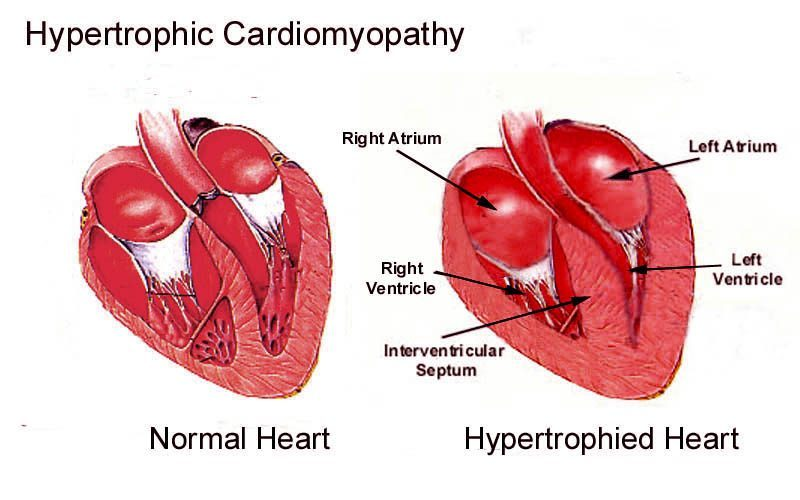 Hypertrophic Cardiomyopathy
Right Atrium
Left Atrium
Right
Ventricle
Left
Ventricle
Interventricular
Septum
Normal Heart
Hypertrophied Heart